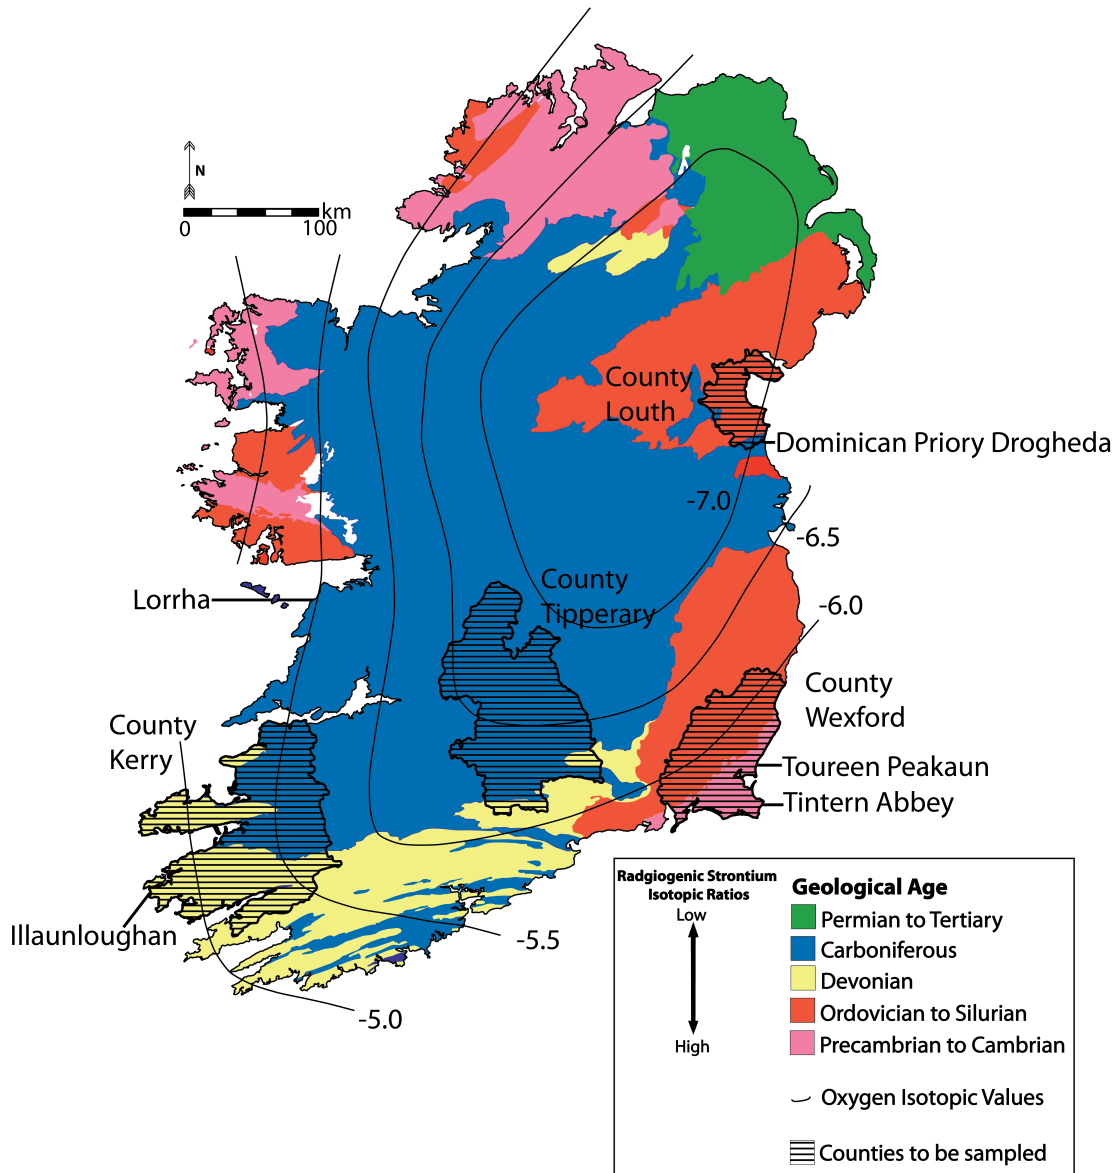 N
km
0
100
County
Louth
Dominican Priory Drogheda
-7.0
-6.5
County
Tipperary
Lorrha
-6.0
County
Wexford
County
Kerry
Toureen Peakaun
Tintern Abbey
Illaunloughan
-5.5
-5.0
Radgiogenic Strontium
Isotopic Ratios
Low
High
Geological Age
Permian to Tertiary
Carboniferous
Devonian
Ordovician to Silurian
Precambrian to Cambrian
Oxygen Isotopic Values
Counties to be sampled